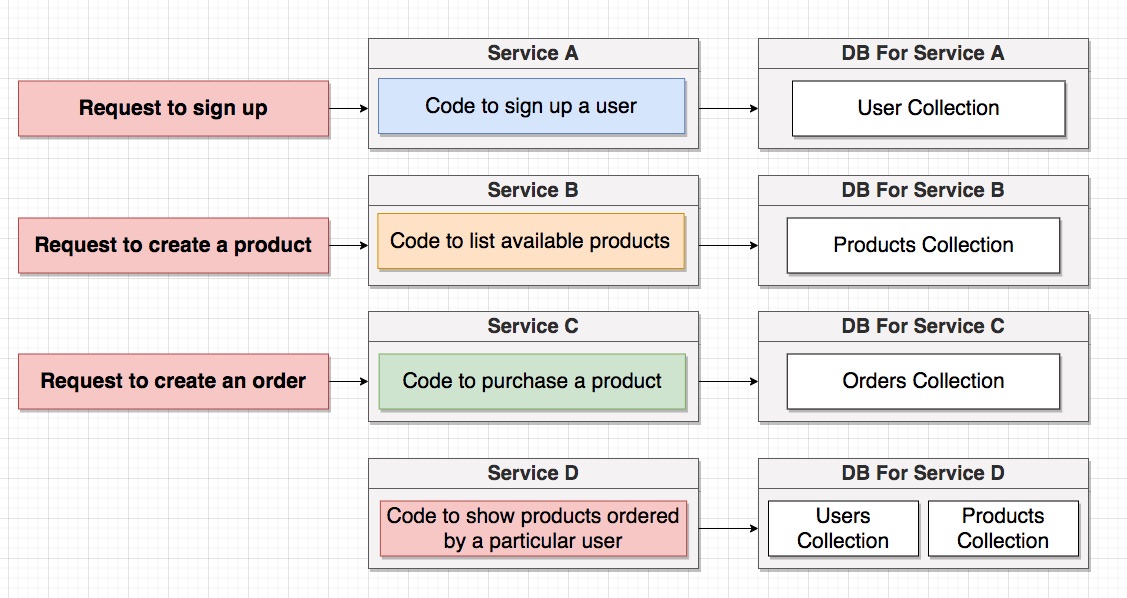 Service A
DB For Service A
Request to sign up
Code to sign up a user
User Collection
Service B
DB For Service B
Request to create a product
Code to list available products
Products Collection
Service C
DB For Service C
Request to create an order
Code to purchase a product
Orders Collection
Service D
DB For Service D
Code to show products ordered
by a particular user
Users
Collection
Products
Collection